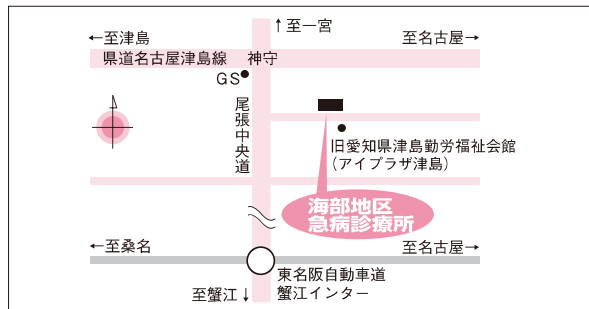 ↑至一宮
←至津島
至名古屋→
県道名古屋津島線 神守
GS
尾張中央道
旧愛知県津島勤労福祉会館
(アイプラザ津島)
海部地区
急病診療所
←至桑名
至名古屋→
東名阪自動車道
蟹江インター
至蟹江↓